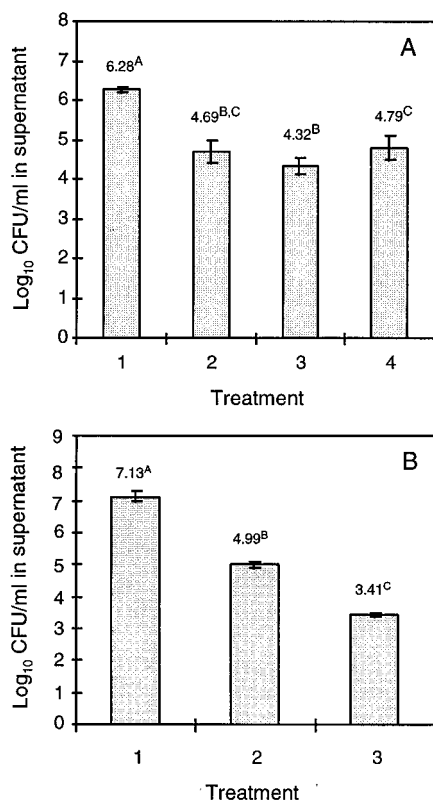 A
Log10 CFU/ml in supernatant
8
7
6
5
4
3
2
1
0
6.28A
4.69B,C
4.32B
4.79C
1 2 3 4
Treatment
B
Log10 CFU/ml in supernatant
9
8
7
6
5
4
3
2
1
0
7.13A
4.99B
3.41C
1 2 3
Treatment